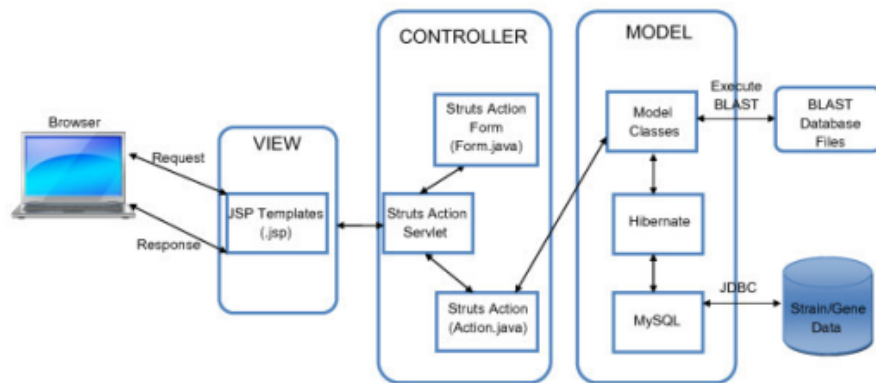 CONTROLLER
MODEL
Browser
Request
Response
VIEW
JSP Templates
(.jsp)
Struts Action
Form
(Form.java)
Struts Action
Servlet
Struts Action
(Action.java)
Model
Classes
Hibernate
MySQL
Execute
BLAST
BLAST
Database
Files
JDBC
Strain/Gene
Data